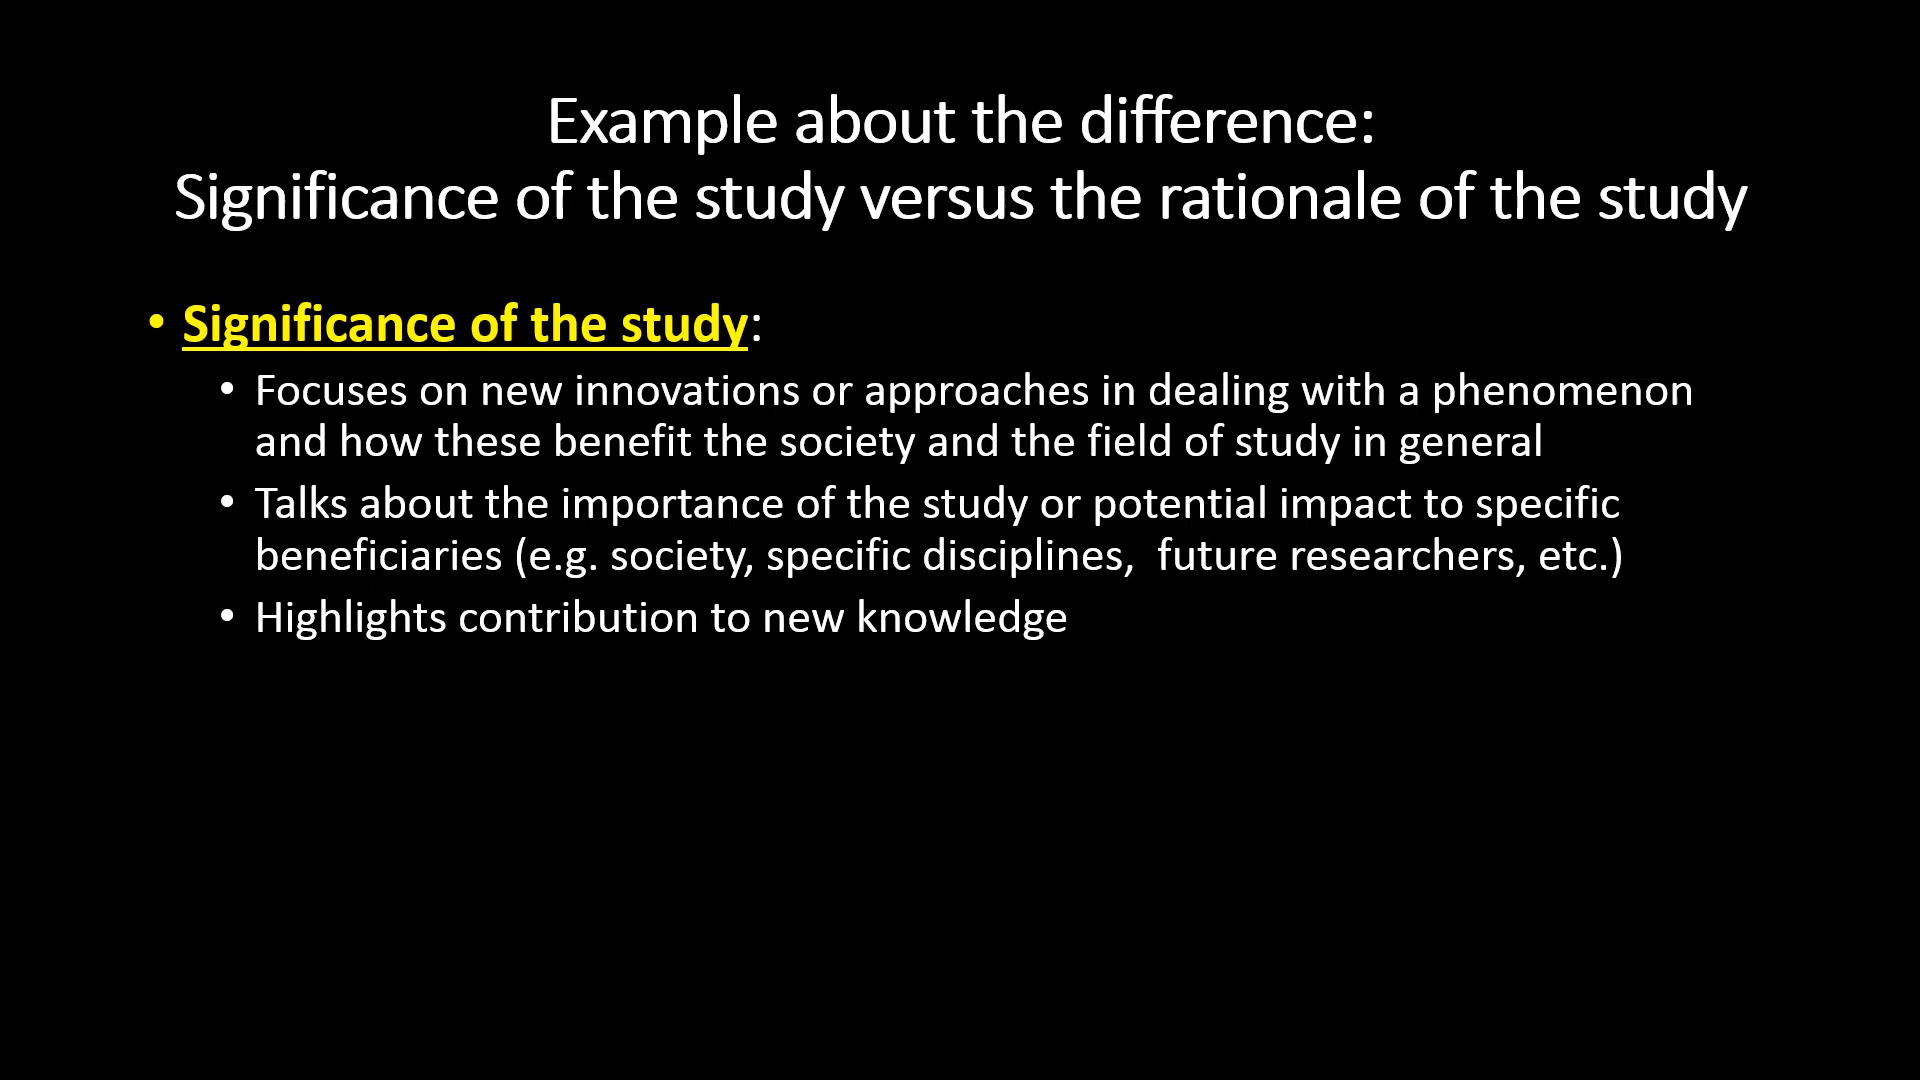 Example about the difference:
Significance of the study versus the rationale of the study
• Significance of the study:
• Focuses on new innovations or approaches in dealing with a phenomenon
and how these benefit the society and the field of study in general
• Talks about the importance of the study or potential impact to specific
beneficiaries (e.g. society, specific disciplines,  future researchers, etc.)
• Highlights contribution to new knowledge